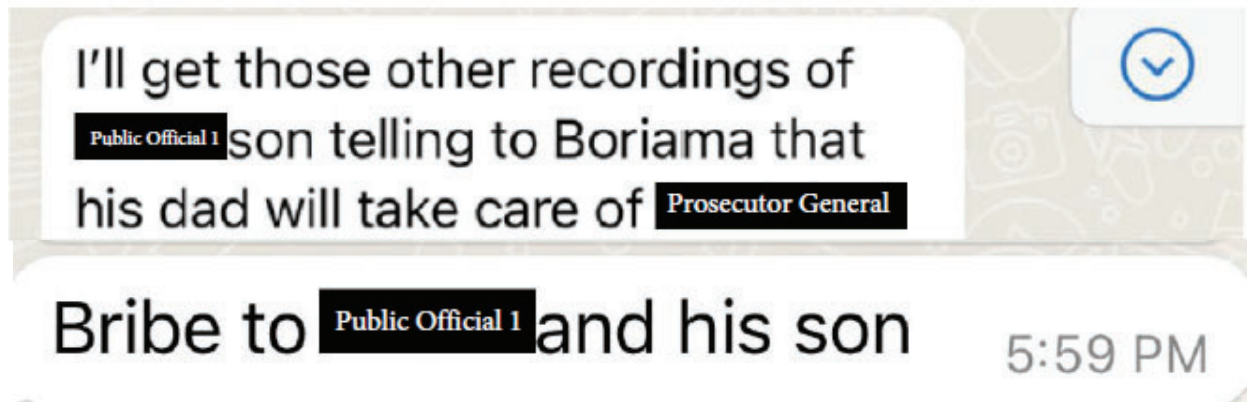 I'll get those other recordings of
Public Official 1 son telling to Boriama that
his dad will take care of Prosecutor General
Bribe to Public Official 1 and his son
5:59 PM